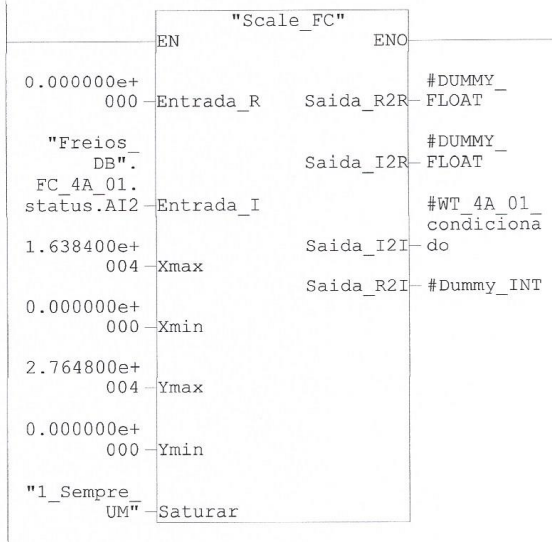 "Scale_FC"
EN ENO
0.000000e+
000 Entrada_R Saida_R2R #DUMMY_
FLOAT
"Freios_
DB".
FC_4A_01.
status.AI2 Entrada_I Saida_I2R #DUMMY_
FLOAT
1.638400e+
004 Xmax Saida_I2I #WT_4A_01_
condiciona
do
0.000000e+
000 Xmin Saida_R2I #Dummy_INT
2.764800e+
004 Ymax
0.000000e+
000 Ymin
"1_Sempre_
UM" Saturar